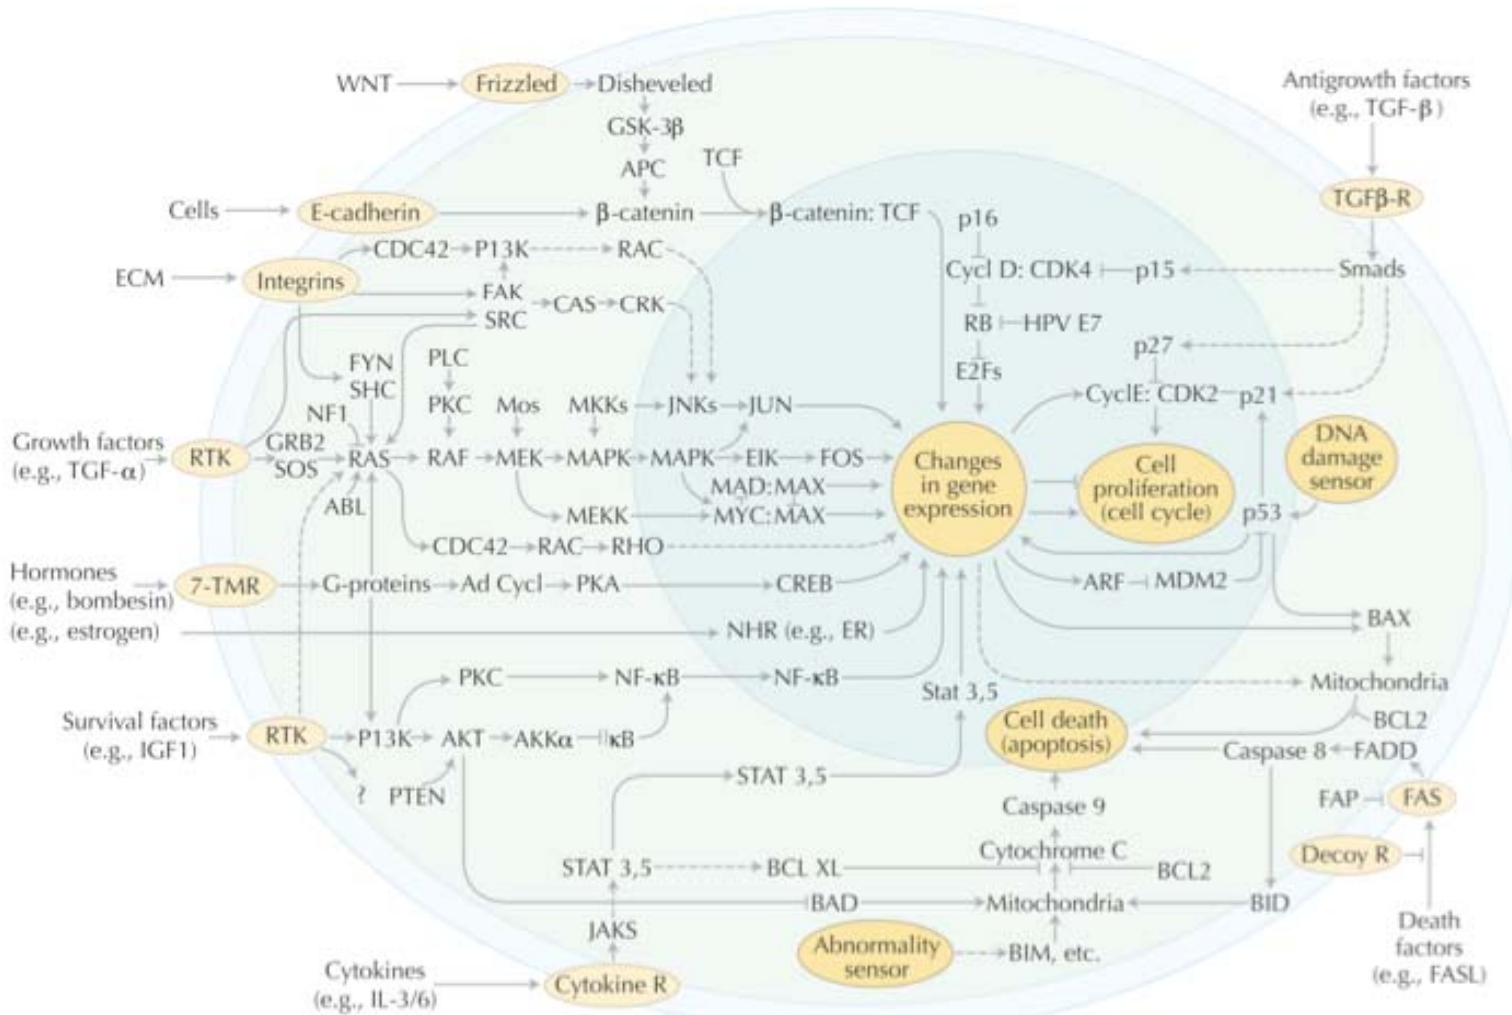 WNT
Frizzled
Disheveled
Antigrowth factors
(e.g., TGF-β)
GSK-3β
TCF
APC
TGFβ-R
Cells
E-cadherin
β-catenin
β-catenin: TCF
p16
CDC42
P13K
RAC
ECM
Integrins
Cycl D: CDK4
p15
Smads
FAK
SRC
CAS
CRK
RB
HPV E7
p27
FYN
SHC
PLC
E2Fs
NF1
PKC
Mos
MKKs
JNKs
JUN
CyclE: CDK2
p21
Growth factors
(e.g., TGF-α)
RTK
GRB2
SOS
RAS
RAF
MEK
MAPK
MAPK
EIK
FOS
Changes
in gene
expression
Cell
proliferation
(cell cycle)
DNA
damage
sensor
MAD:MAX
ABL
MEKK
MYC:MAX
p53
CDC42
RAC
RHO
Hormones
(e.g., bombesin)
(e.g., estrogen)
7-TMR
G-proteins
Ad Cycl
PKA
CREB
ARF
MDM2
NHR (e.g., ER)
BAX
PKC
NF-κB
NF-κB
Stat 3,5
Mitochondria
Survival factors
(e.g., IGF1)
RTK
P13K
AKT
AKKα
IκB
Cell death
(apoptosis)
BCL2
Caspase 8
FADD
?
PTEN
STAT 3,5
Caspase 9
FAP
FAS
Cytochrome C
Decoy R
STAT 3,5
BCL XL
BCL2
BAD
Mitochondria
BID
JAKS
Abnormality
sensor
BIM, etc.
Death
factors
(e.g., FASL)
Cytokines
(e.g., IL-3/6)
Cytokine R